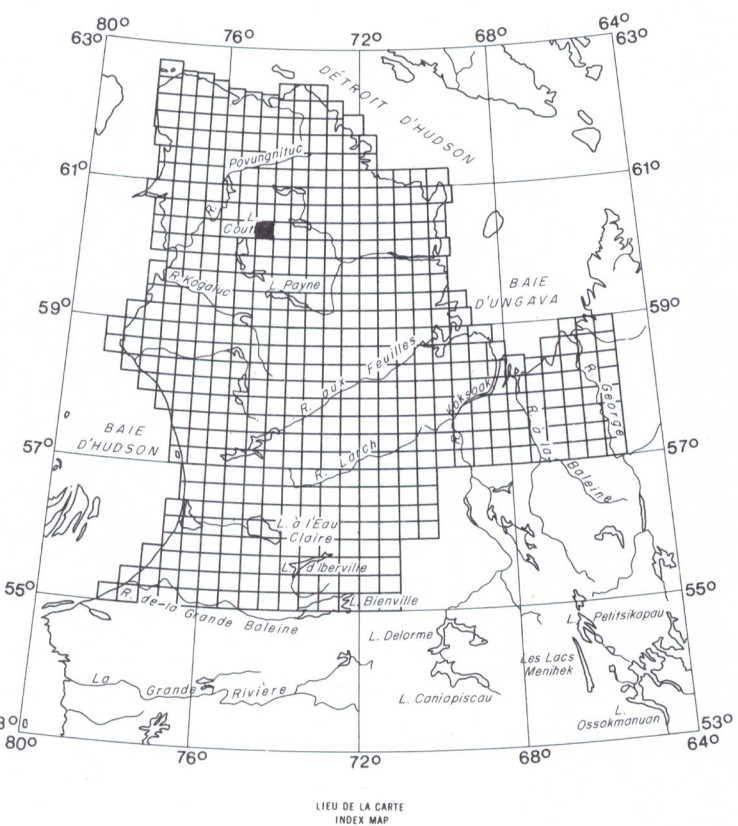 80° 76° 72° 68° 64°
63° 63°
DÉTROIT
D'HUDSON
Povungnituc
R.
61° 61°
L.
Cout
R. Kogaluc
L. Payne
BAIE
D'UNGAVA
59° 59°
R. aux Feuilles
Koksoak
R.
R. à la
Baleine
R. George
BAIE
D'HUDSON
57° 57°
R. Larch
L. à l'Eau
Claire
L. d'Iberville
55° 55°
R. de-la Grande Baleine
L. Bienville
L. Delorme
L. Petitsikapau
Les Lacs
Menihek
La Grande Rivière
L. Caniapiscau
L.
Ossokmanuan
3° 53°
80° 76° 72° 68° 64°
LIEU DE LA CARTE
INDEX MAP